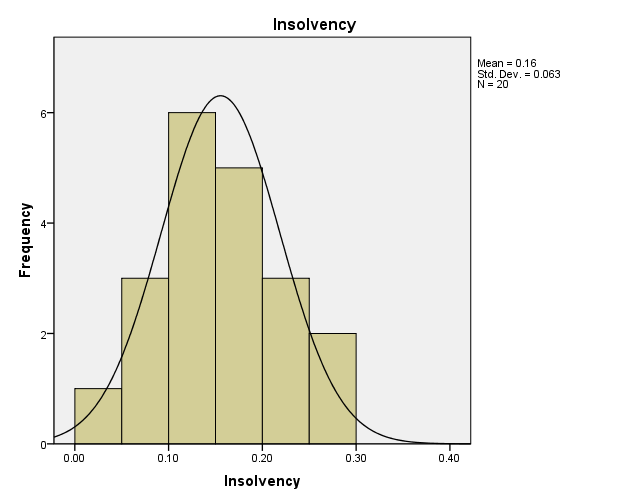 Insolvency
Mean = 0.16
Std. Dev. = 0.063
N = 20
Frequency
6
4
2
0
0.00 0.10 0.20 0.30 0.40
Insolvency